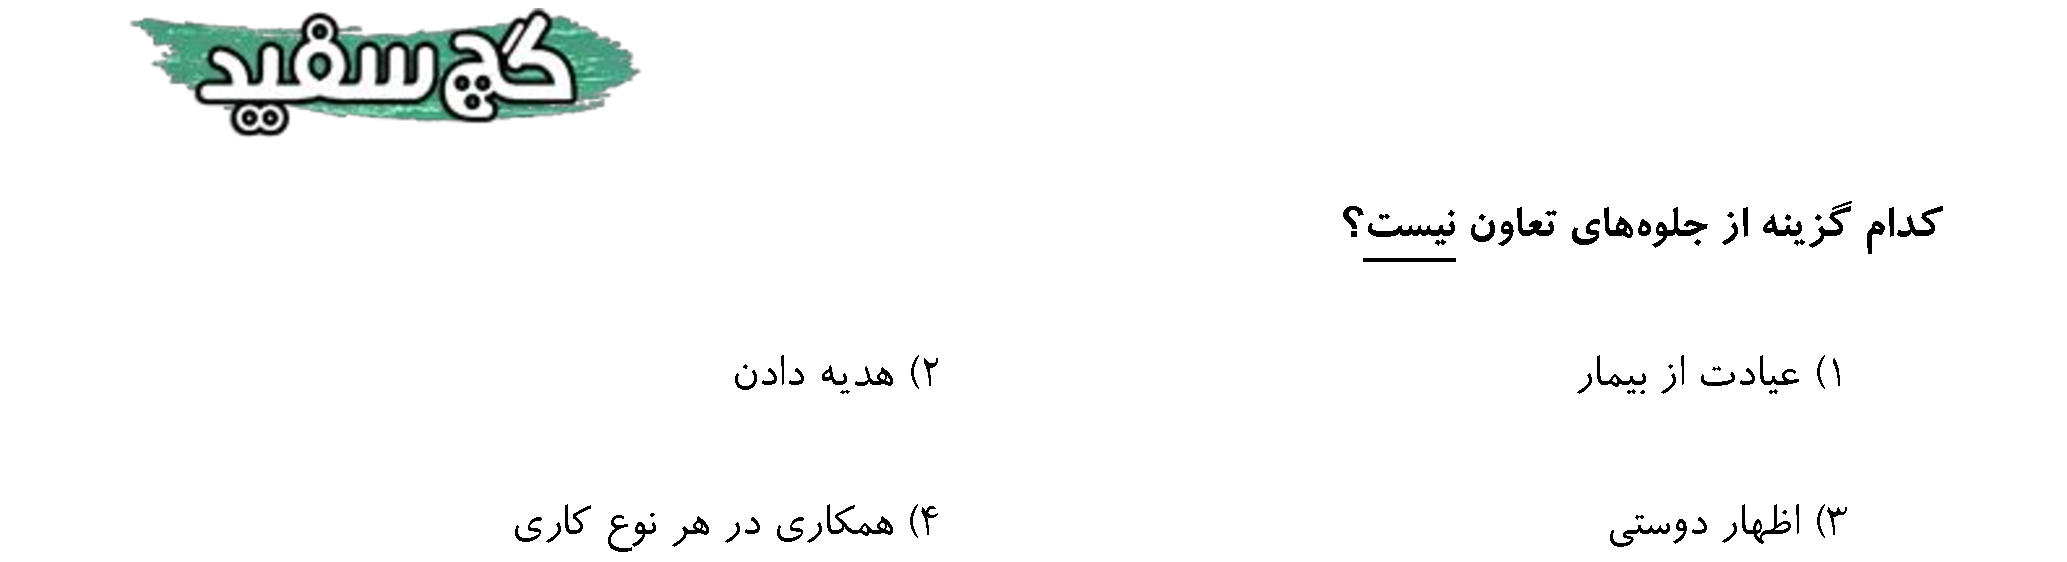 گچ سفید
کدام گزینه از جلوه‌های تعاون نیست؟
۱) عیادت از بیمار
۲) هدیه دادن
۳) اظهار دوستی
۴) همکاری در هر نوع کاری